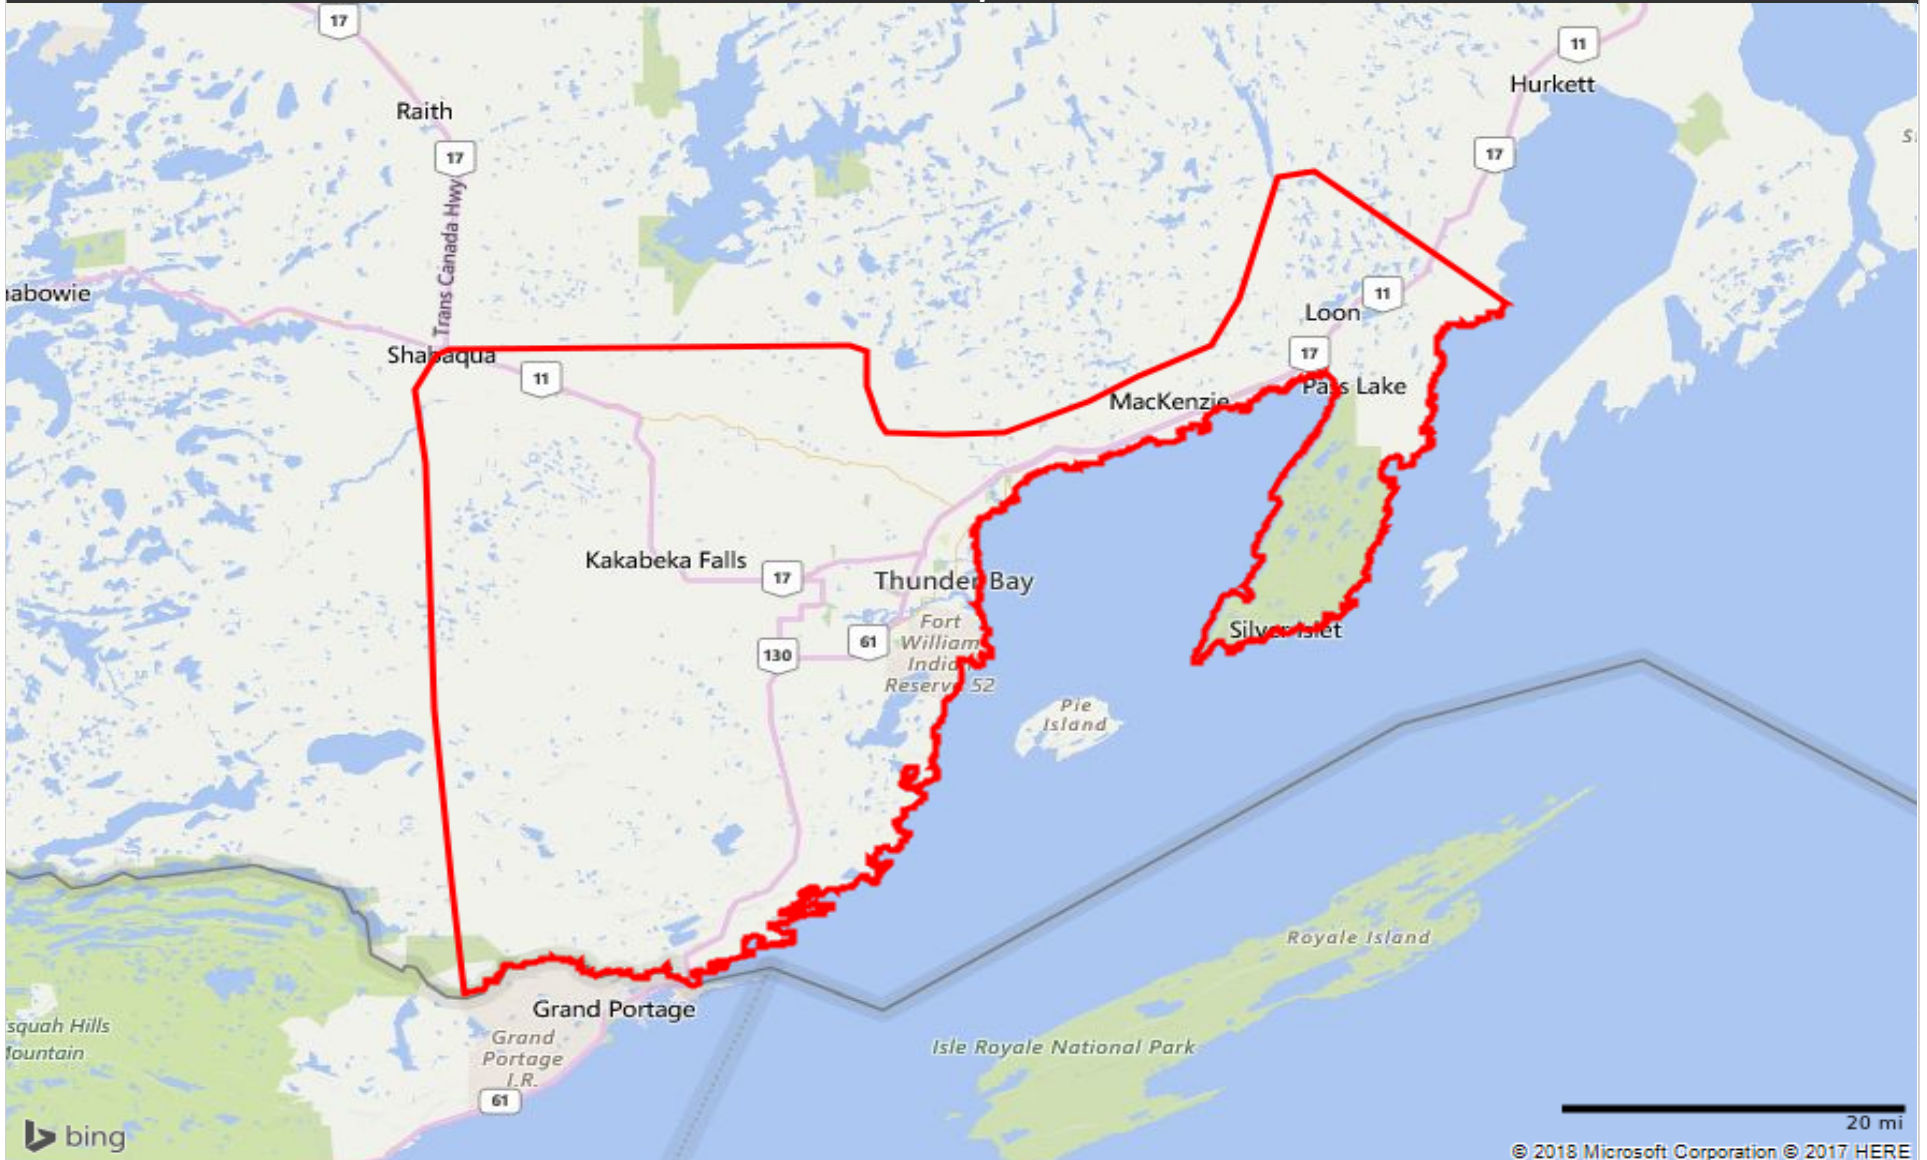 17
11
Hurkett
Raith
17
17
Trans Canada Hwy
abowie
11
Loon
17
Shabaqua
11
Pass Lake
MacKenzie
Kakabeka Falls
17
Thunder Bay
Fort
William
Indian
Reserve 52
61
130
Silver Islet
Pie
Island
Royale Island
Grand Portage
Grand
Portage
I.R.
squah Hills
Mountain
Isle Royale National Park
61
20 mi
bing
© 2018 Microsoft Corporation © 2017 HERE